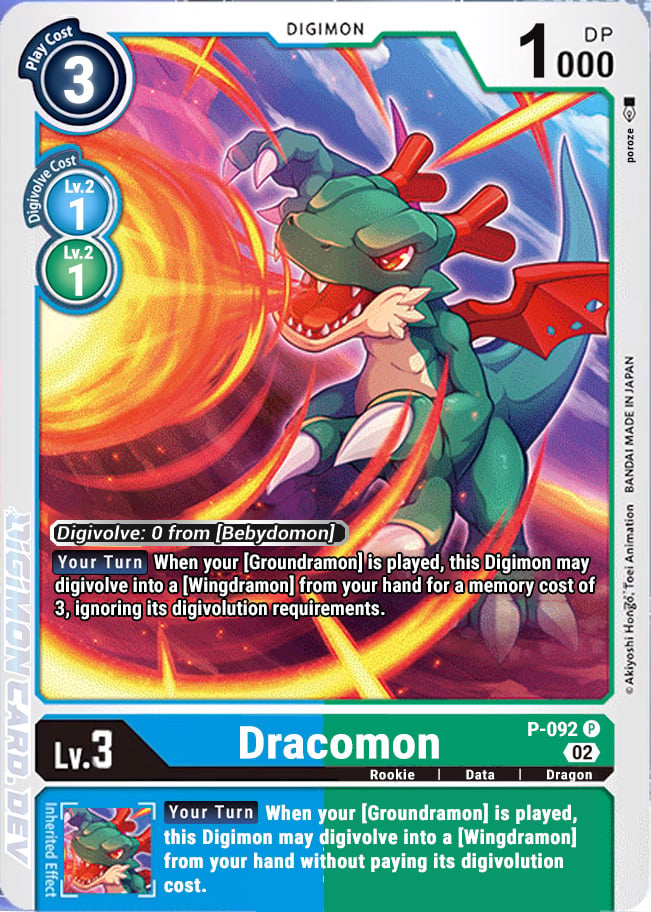 DIGIMON
Play Cost
3
DP
1000
Digivolve Cost
Lv.2
1
Lv.2
1
poroze
Digivolve: 0 from [Bebydomon]
Your Turn When your [Groundramon] is played, this Digimon may
digivolve into a [Wingdramon] from your hand for a memory cost of
3, ignoring its digivolution requirements.
© Akiyoshi Hongo, Toei Animation BANDAI MADE IN JAPAN
DIGIMONCARD.DEV
Lv.3
Dracomon
P-092 P
02
Rookie | Data | Dragon
Inherited Effect
Your Turn When your [Groundramon] is played,
this Digimon may digivolve into a [Wingdramon]
from your hand without paying its digivolution
cost.